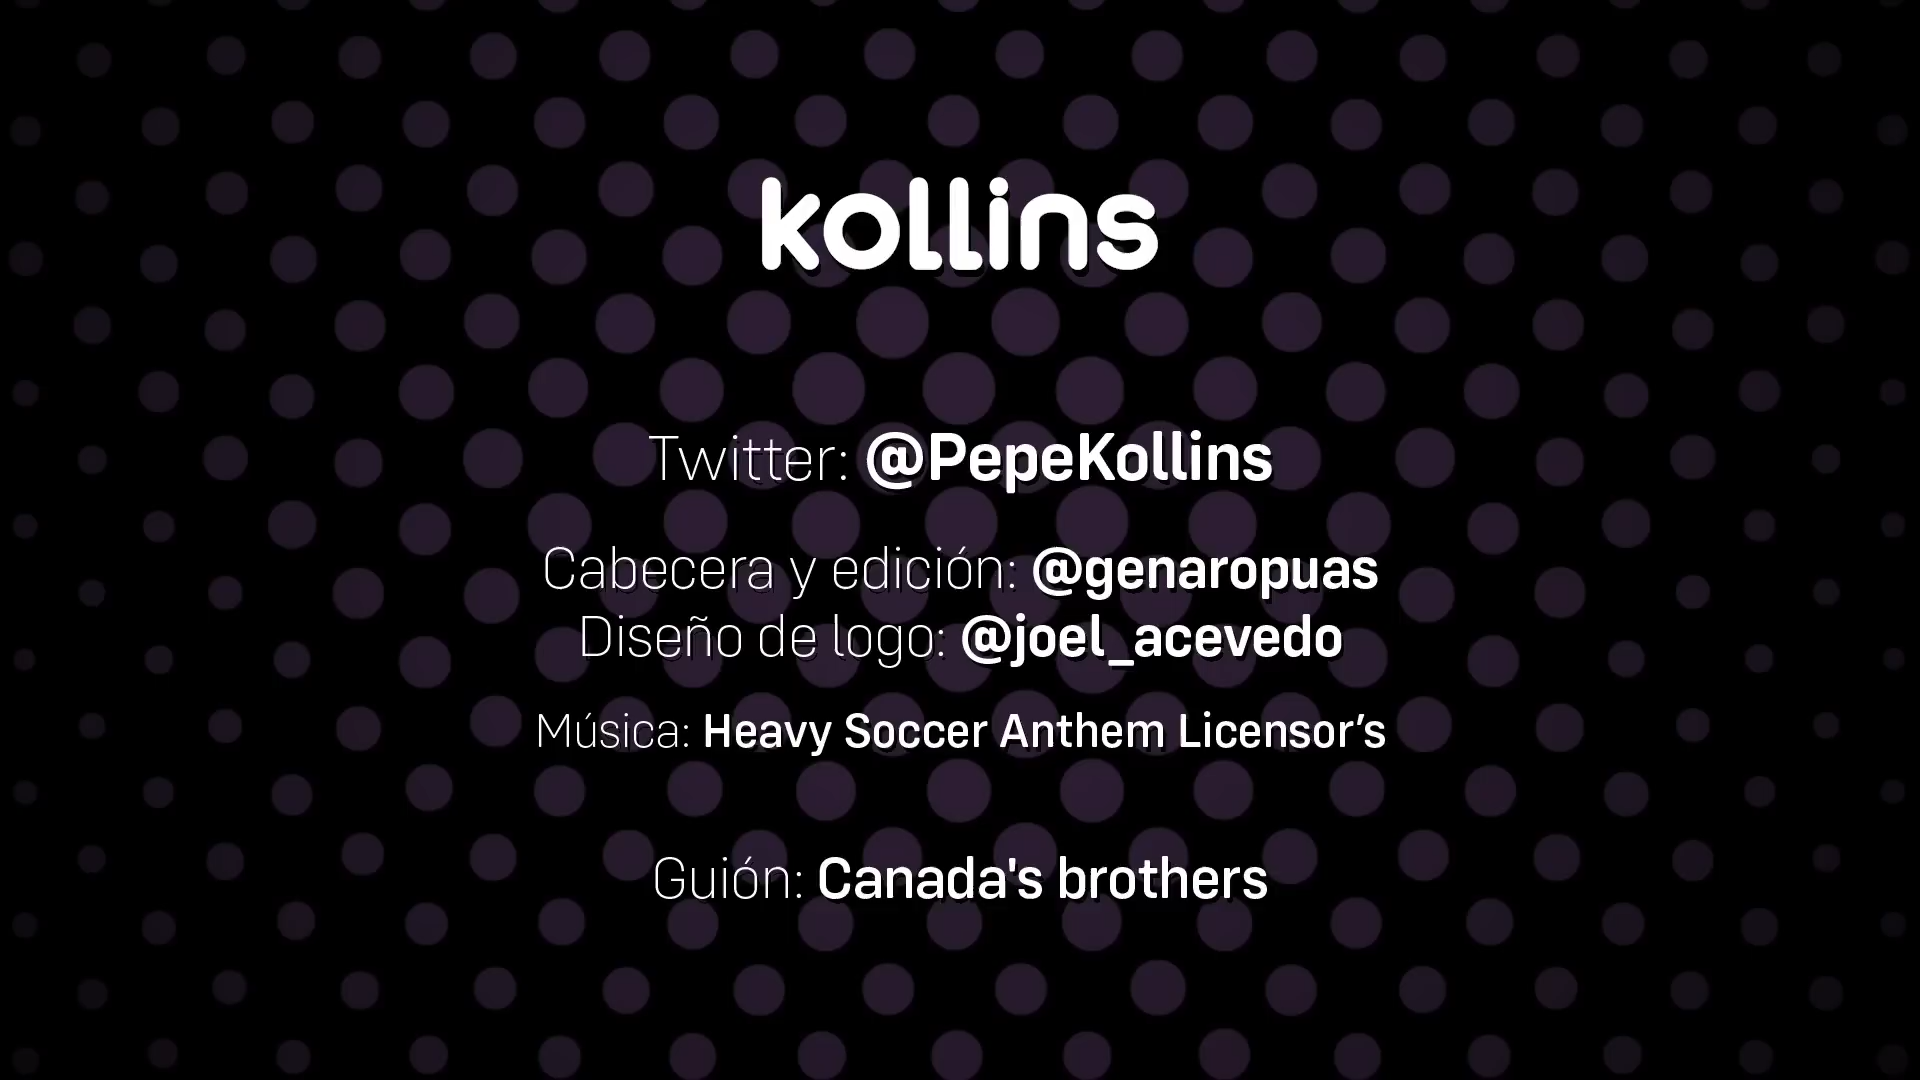 kollins
Twitter: @PepeKollins
Cabecera y edición: @genaropuas
Diseño de logo: @joel_acevedo
Música: Heavy Soccer Anthem Licensor’s
Guión: Canada's brothers